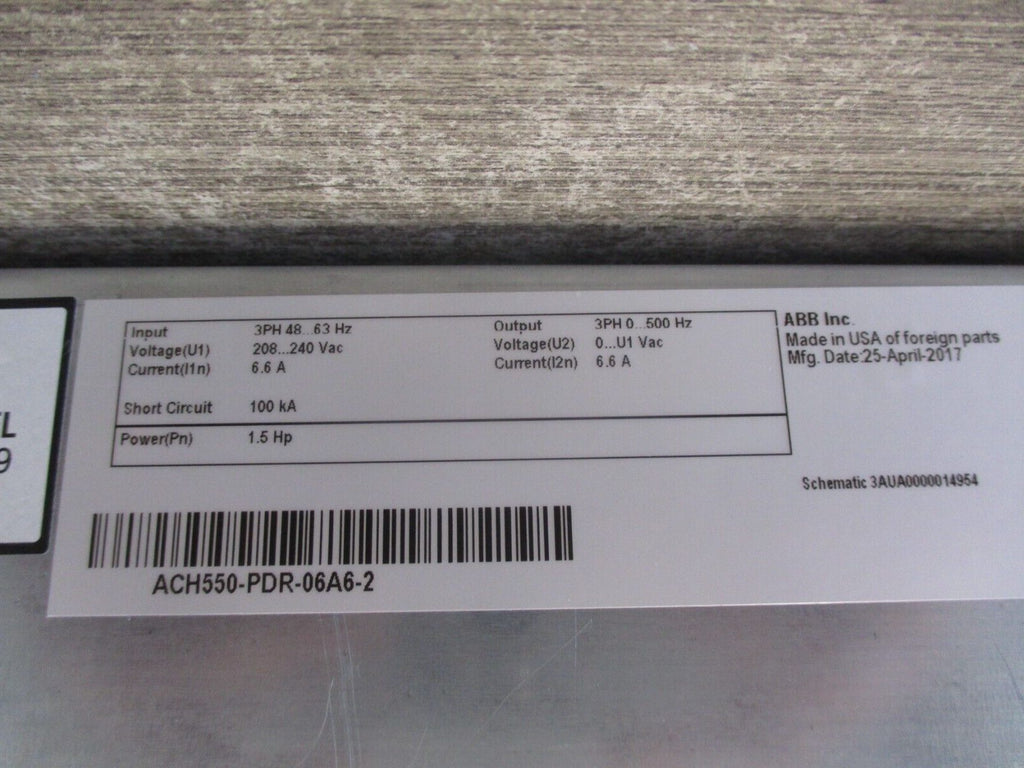 Input 3PH 48...63 Hz Output 3PH 0...500 Hz
Voltage(U1) 208...240 Vac Voltage(U2) 0...U1 Vac
Current(I1n) 6.6 A Current(I2n) 6.6 A
Short Circuit 100 kA
Power(Pn) 1.5 Hp
ABB Inc.
Made in USA of foreign parts
Mfg. Date:25-April-2017
Schematic 3AUA0000014954
TL
9
ACH550-PDR-06A6-2